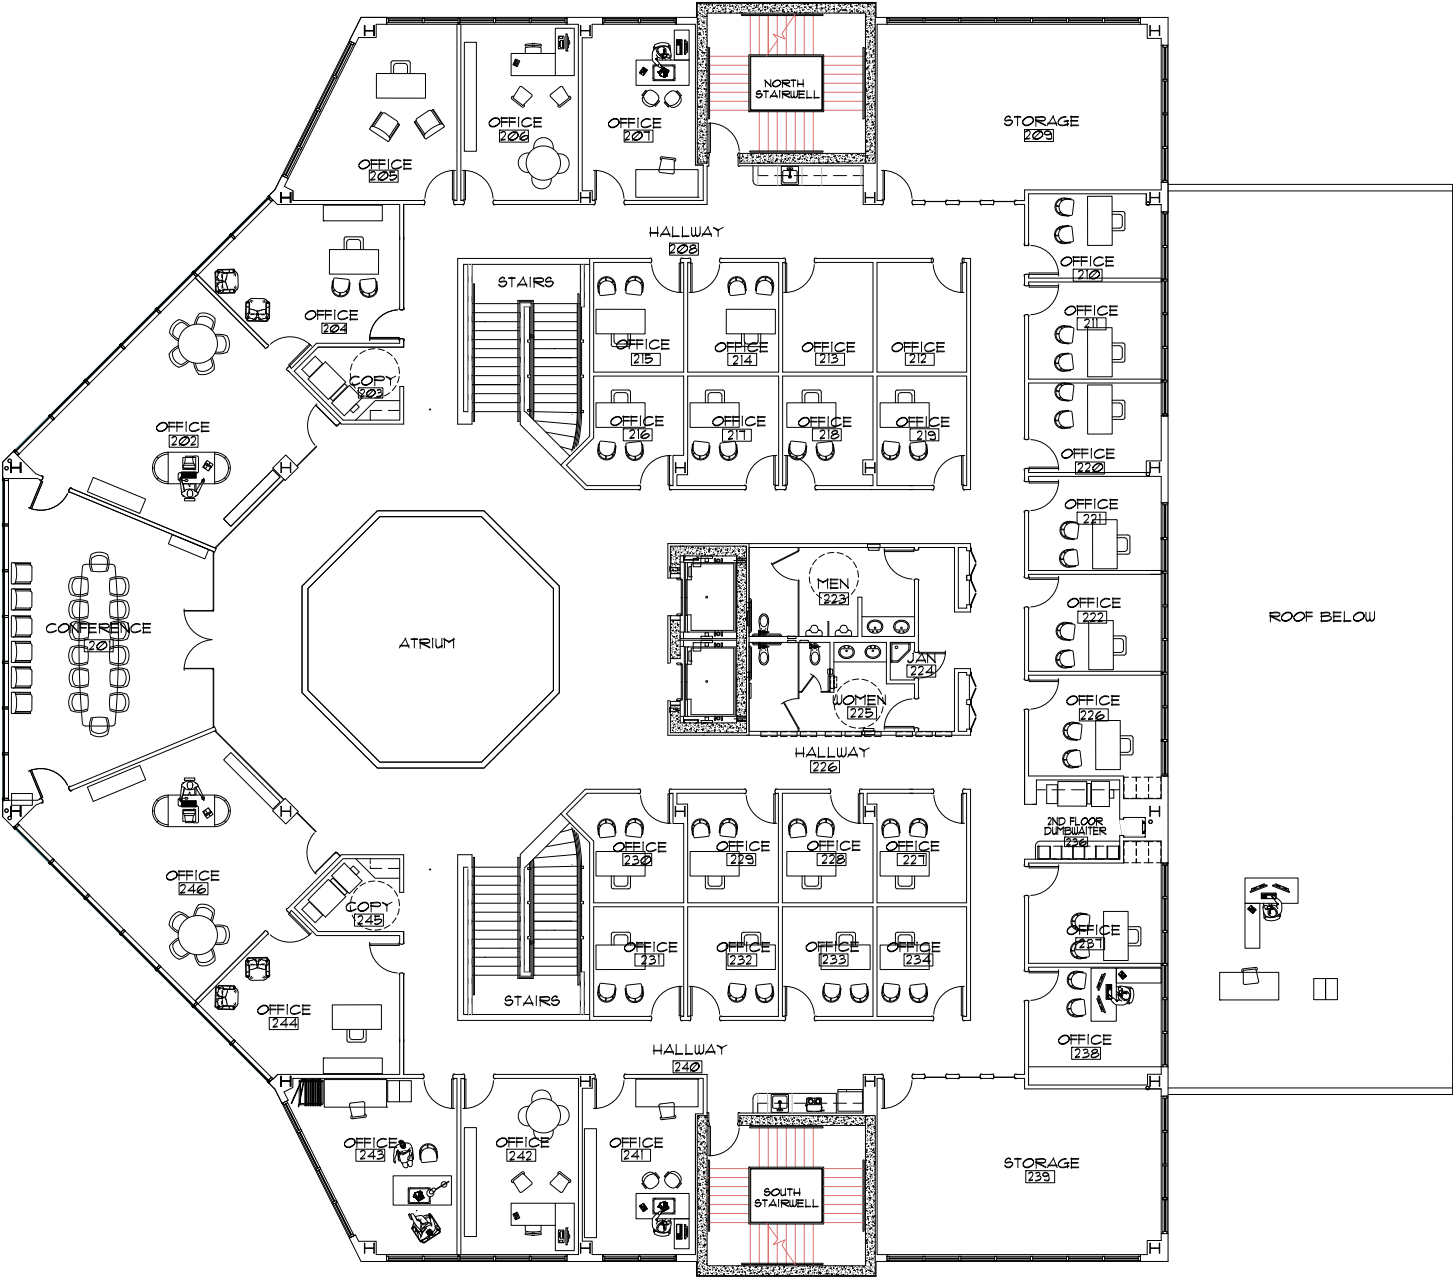 NORTH
STAIRWELL
OFFICE
206
OFFICE
207
STORAGE
209
OFFICE
205
HALLWAY
208
OFFICE
210
STAIRS
OFFICE
204
OFFICE
211
OFFICE
215
OFFICE
214
OFFICE
213
OFFICE
212
COPY
203
OFFICE
202
OFFICE
216
OFFICE
217
OFFICE
218
OFFICE
219
OFFICE
220
OFFICE
221
MEN
223
OFFICE
222
ROOF BELOW
CONFERENCE
201
ATRIUM
JAN
224
WOMEN
225
OFFICE
226
HALLWAY
226
2ND FLOOR
DUMBWAITER
236
OFFICE
230
OFFICE
229
OFFICE
228
OFFICE
227
OFFICE
246
COPY
245
OFFICE
231
OFFICE
232
OFFICE
233
OFFICE
234
OFFICE
237
STAIRS
OFFICE
244
HALLWAY
240
OFFICE
238
OFFICE
243
OFFICE
242
OFFICE
241
STORAGE
239
SOUTH
STAIRWELL